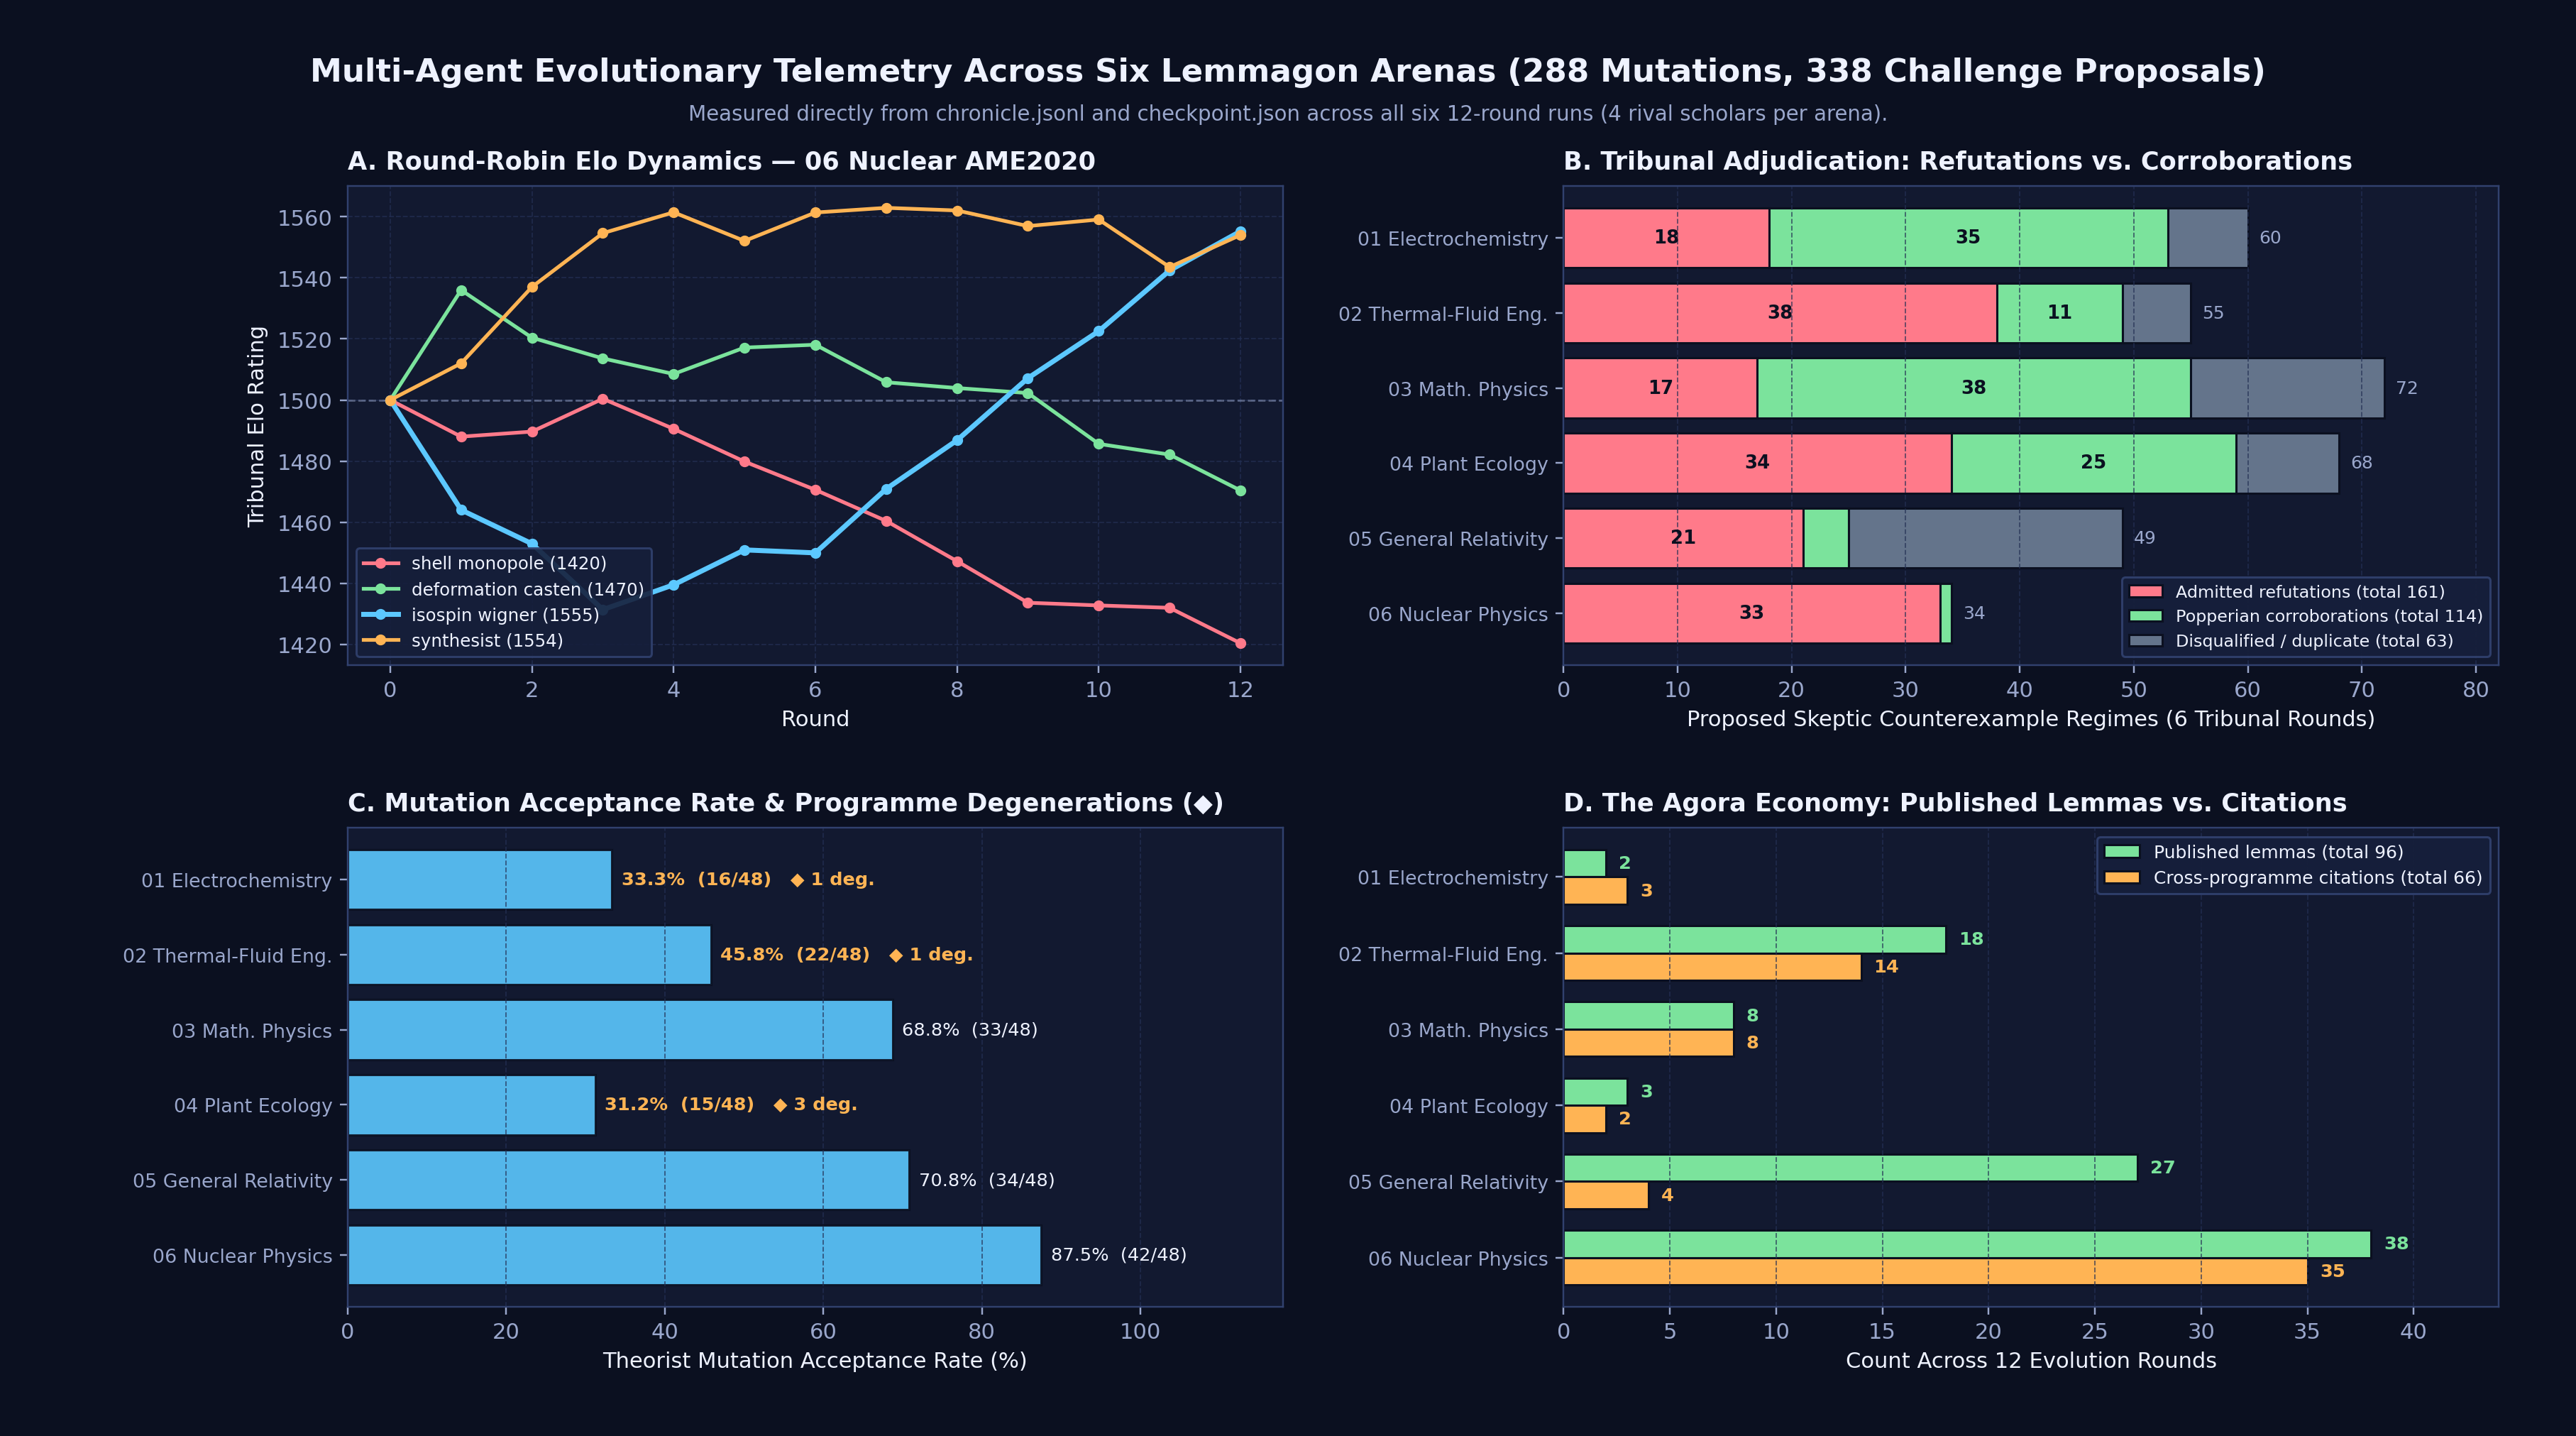 Multi-Agent Evolutionary Telemetry Across Six Lemmagon Arenas (288 Mutations, 338 Challenge Proposals)
Measured directly from chronicle.jsonl and checkpoint.json across all six 12-round runs (4 rival scholars per arena).
A. Round-Robin Elo Dynamics — 06 Nuclear AME2020
Tribunal Elo Rating
1560
1540
1520
1500
1480
1460
1440
1420
shell monopole (1420)
deformation casten (1470)
isospin wigner (1555)
synthesist (1554)
0 2 4 6 8 10 12
Round
B. Tribunal Adjudication: Refutations vs. Corroborations
01 Electrochemistry 18 35 60
02 Thermal-Fluid Eng. 38 11 55
03 Math. Physics 17 38 72
04 Plant Ecology 34 25 68
05 General Relativity 21 49
06 Nuclear Physics 33 34
Admitted refutations (total 161)
Popperian corroborations (total 114)
Disqualified / duplicate (total 63)
0 10 20 30 40 50 60 70 80
Proposed Skeptic Counterexample Regimes (6 Tribunal Rounds)
C. Mutation Acceptance Rate & Programme Degenerations (◆)
01 Electrochemistry 33.3% (16/48) ◆ 1 deg.
02 Thermal-Fluid Eng. 45.8% (22/48) ◆ 1 deg.
03 Math. Physics 68.8% (33/48)
04 Plant Ecology 31.2% (15/48) ◆ 3 deg.
05 General Relativity 70.8% (34/48)
06 Nuclear Physics 87.5% (42/48)
0 20 40 60 80 100
Theorist Mutation Acceptance Rate (%)
D. The Agora Economy: Published Lemmas vs. Citations
Published lemmas (total 96)
Cross-programme citations (total 66)
01 Electrochemistry 2 3
02 Thermal-Fluid Eng. 18 14
03 Math. Physics 8 8
04 Plant Ecology 3 2
05 General Relativity 27 4
06 Nuclear Physics 38 35
0 5 10 15 20 25 30 35 40
Count Across 12 Evolution Rounds